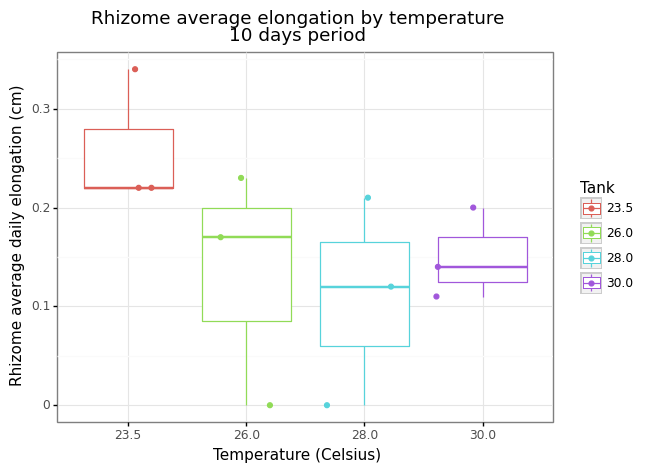 Rhizome average elongation by temperature
10 days period
Rhizome average daily elongation (cm)
0.3
0.2
0.1
0
23.5
26.0
28.0
30.0
Temperature (Celsius)
Tank
23.5
26.0
28.0
30.0